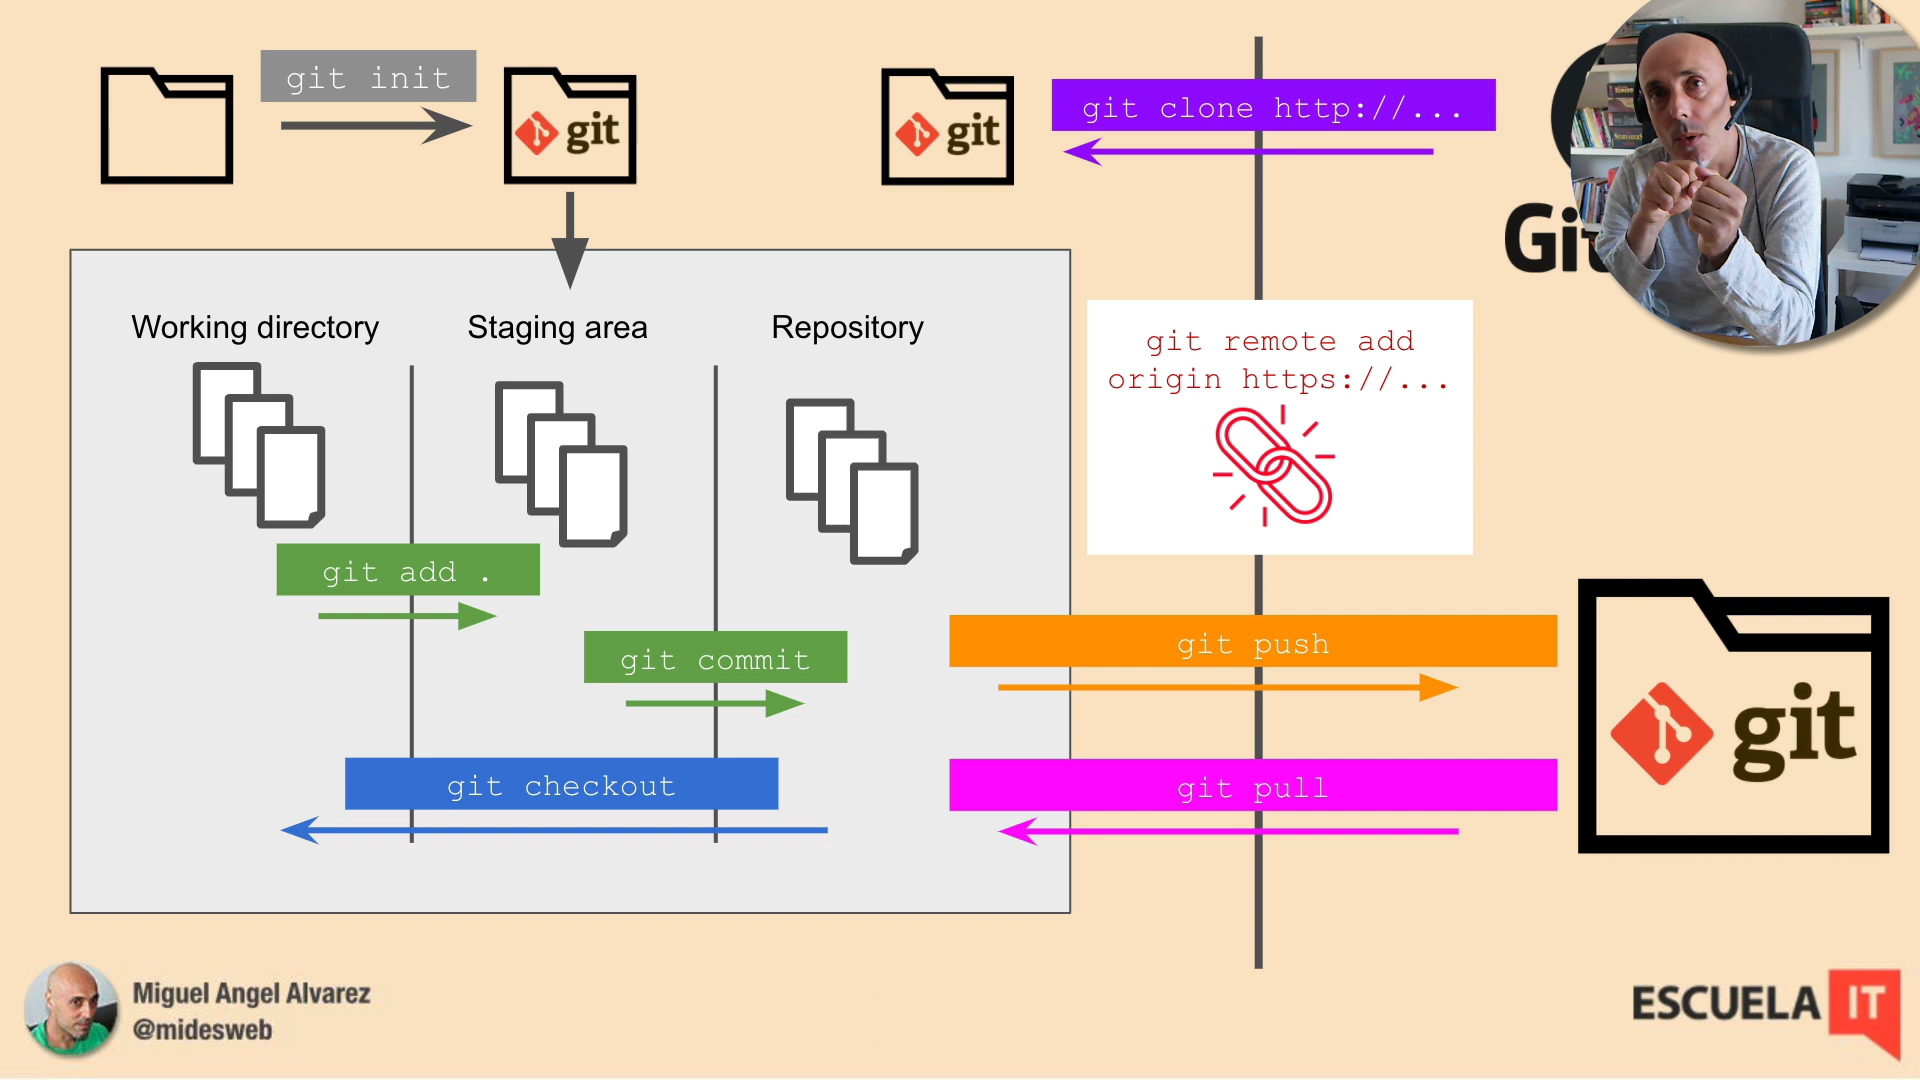 git init
git
git
git clone http://...
Git
Working directory
Staging area
Repository
git remote add
origin https://...
git add .
git commit
git push
git checkout
git pull
git
Miguel Angel Alvarez
@midesweb
ESCUELA IT